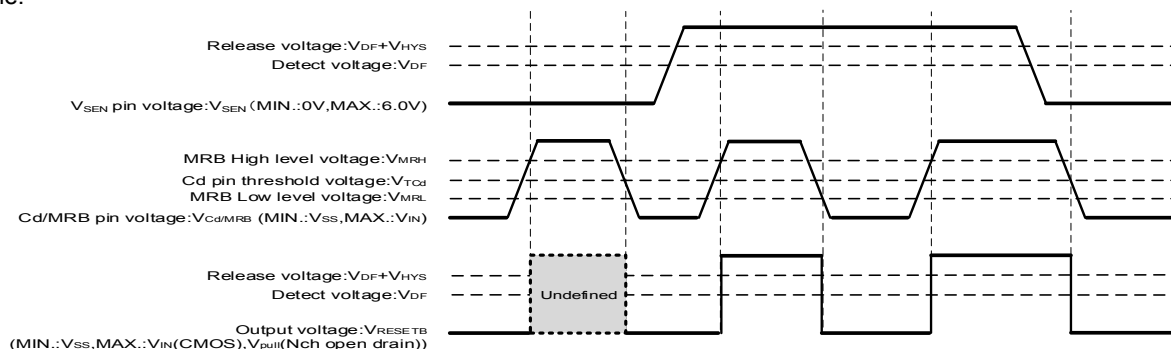 ne.
Release voltage:VDF+VHYS
Detect voltage:VDF
VSEN pin voltage:VSEN (MIN.:0V,MAX.:6.0V)
MRB High level voltage:VMRH
Cd pin threshold voltage:VTCd
MRB Low level voltage:VMRL
Cd/MRB pin voltage:VCd/MRB (MIN.:VSS,MAX.:VIN)
Release voltage:VDF+VHYS
Detect voltage:VDF
Undefined
Output voltage:VRESETB
(MIN.:VSS,MAX.:VIN(CMOS),Vpull(Nch open drain))